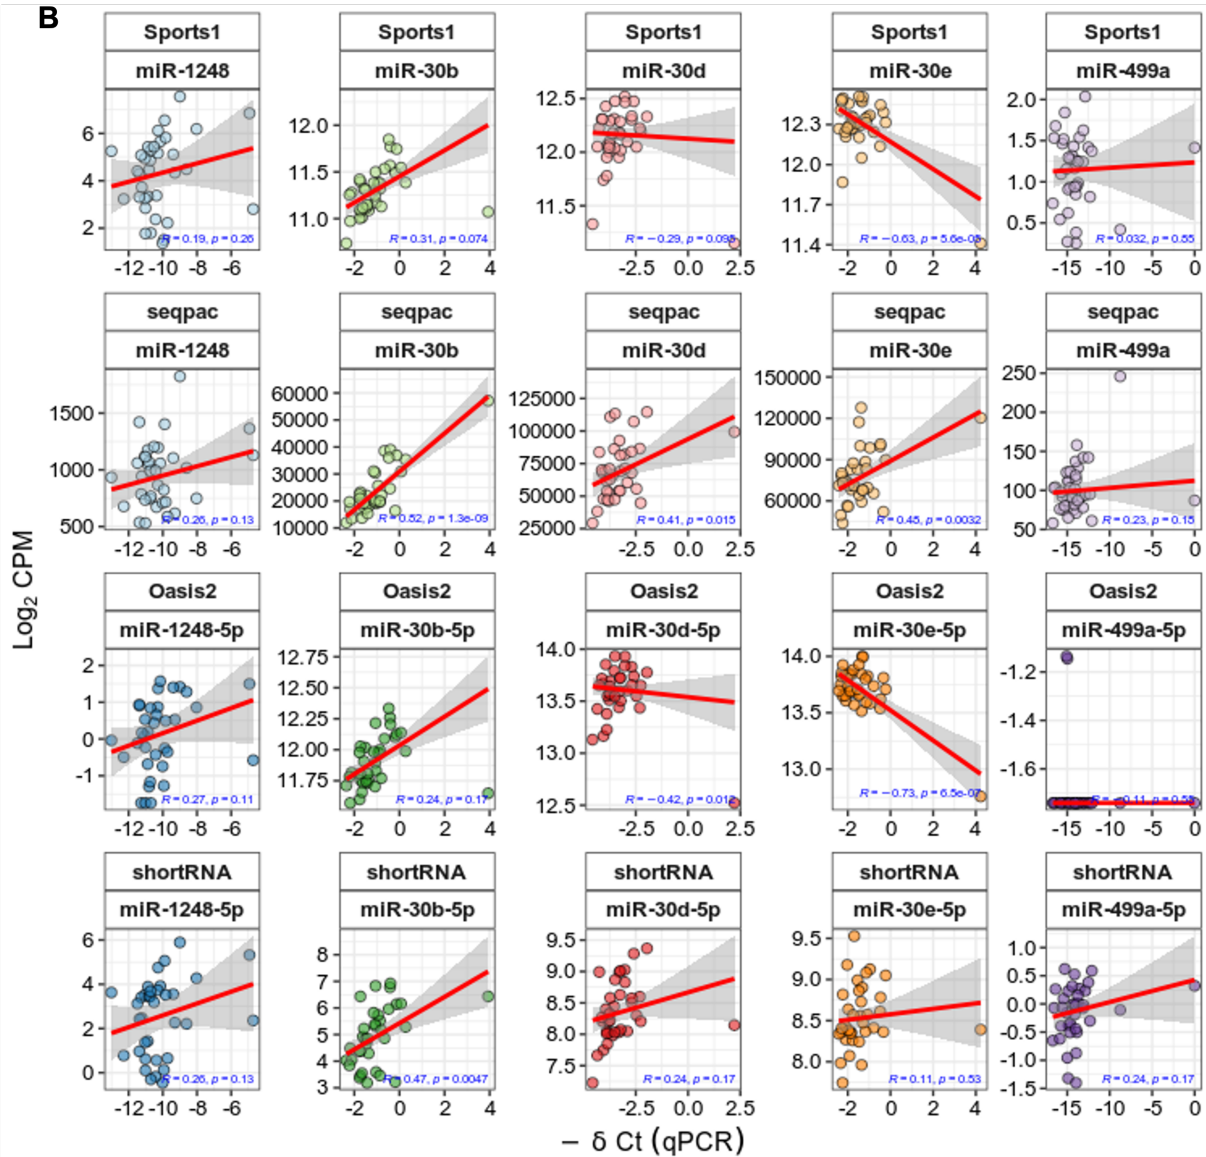 B
Sports1 Sports1 Sports1 Sports1 Sports1
miR-1248 miR-30b miR-30d miR-30e miR-499a
6 4 2
12.0 11.5 11.0
12.5 12.0 11.5
12.3 12.0 11.7 11.4
2.0 1.5 1.0 0.5
R = 0.19, p = 0.26 R = 0.31, p = 0.074 R = −0.29, p = 0.095 R = −0.63, p = 5.6e-05 R = 0.032, p = 0.55
-12 -10 -8 -6 -2 0 2 4 -2.5 0.0 2.5 -2 0 2 4 -15 -10 -5 0
seqpac seqpac seqpac seqpac seqpac
miR-1248 miR-30b miR-30d miR-30e miR-499a
1500 1000 500
60000 50000 40000 30000 20000 10000
125000 100000 75000 50000 25000
150000 120000 90000 60000
250 200 150 100 50
R = 0.26, p = 0.13 R = 0.52, p = 1.3e-09 R = 0.41, p = 0.015 R = 0.45, p = 0.0032 R = 0.23, p = 0.15
-12 -10 -8 -6 -2 0 2 4 -2.5 0.0 2.5 -2 0 2 4 -15 -10 -5 0
Log2 CPM
Oasis2 Oasis2 Oasis2 Oasis2 Oasis2
miR-1248-5p miR-30b-5p miR-30d-5p miR-30e-5p miR-499a-5p
2 1 0 -1
12.75 12.50 12.25 12.00 11.75
14.0 13.5 13.0 12.5
14.0 13.5 13.0
-1.2 -1.4 -1.6
R = 0.27, p = 0.11 R = 0.24, p = 0.17 R = −0.42, p = 0.012 R = −0.73, p = 6.5e-07 R = −0.11, p = 0.53
-12 -10 -8 -6 -2 0 2 4 -2.5 0.0 2.5 -2 0 2 4 -15 -10 -5 0
shortRNA shortRNA shortRNA shortRNA shortRNA
miR-1248-5p miR-30b-5p miR-30d-5p miR-30e-5p miR-499a-5p
6 4 2 0
8 7 6 5 4 3
9.5 9.0 8.5 8.0 7.5
9.5 9.0 8.5 8.0
1.0 0.5 0.0 -0.5 -1.0 -1.5
R = 0.26, p = 0.13 R = 0.47, p = 0.0047 R = 0.24, p = 0.17 R = 0.11, p = 0.53 R = 0.24, p = 0.17
-12 -10 -8 -6 -2 0 2 4 -2.5 0.0 2.5 -2 0 2 4 -15 -10 -5 0
− δ Ct (qPCR)